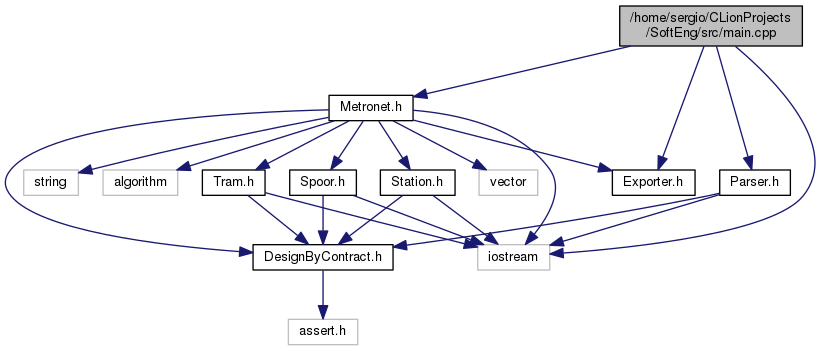 /home/sergio/CLionProjects
/SoftEng/src/main.cpp
Metronet.h
string
algorithm
Tram.h
Spoor.h
Station.h
vector
Exporter.h
Parser.h
DesignByContract.h
iostream
assert.h